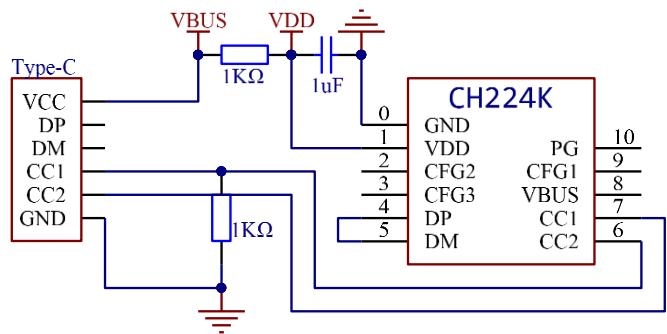 VBUS
VDD
Type-C
1KΩ
1uF
CH224K
VCC
DP
DM
CC1
CC2
GND
1KΩ
0
GND
1
VDD
2
CFG2
3
CFG3
4
DP
5
DM
PG
10
CFG1
9
VBUS
8
CC1
7
CC2
6